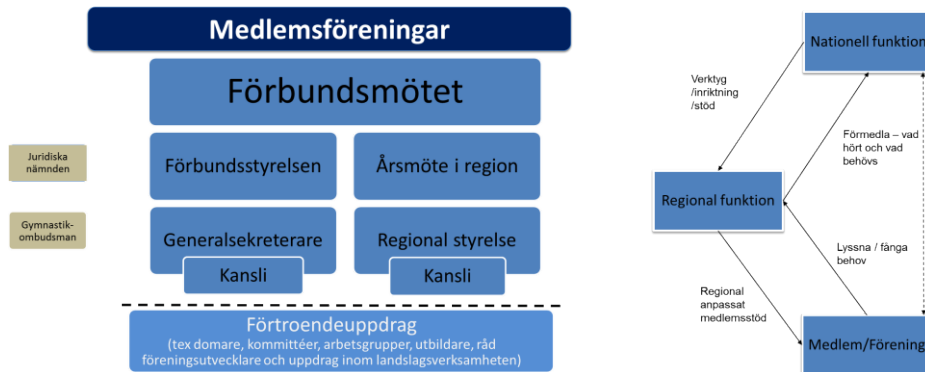 Medlemsföreningar
Förbundsmötet
Juridiska
nämnden
Förbundsstyrelsen
Årsmöte i region
Gymnastik-
ombudsman
Generalsekreterare
Kansli
Regional styrelse
Kansli
Förtroendeuppdrag
(tex domare, kommittéer, arbetsgrupper, utbildare, råd
föreningsutvecklare och uppdrag inom landslagsverksamheten)
Nationell funktion
Verktyg
/inriktning
/stöd
Förmedla – vad
hört och vad
behövs
Regional funktion
Lyssna / fånga
behov
Regional
anpassat
medlemsstöd
Medlem/Förening